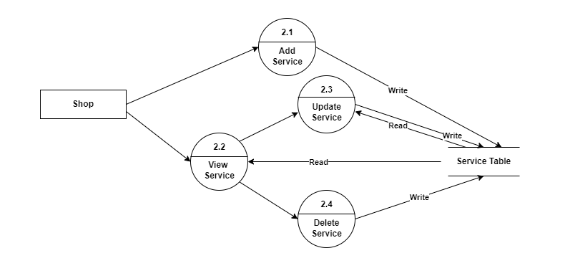 2.1
Add
Service
Write
2.3
Update
Service
Read
Write
Shop
2.2
View
Service
Read
Service Table
2.4
Delete
Service
Write